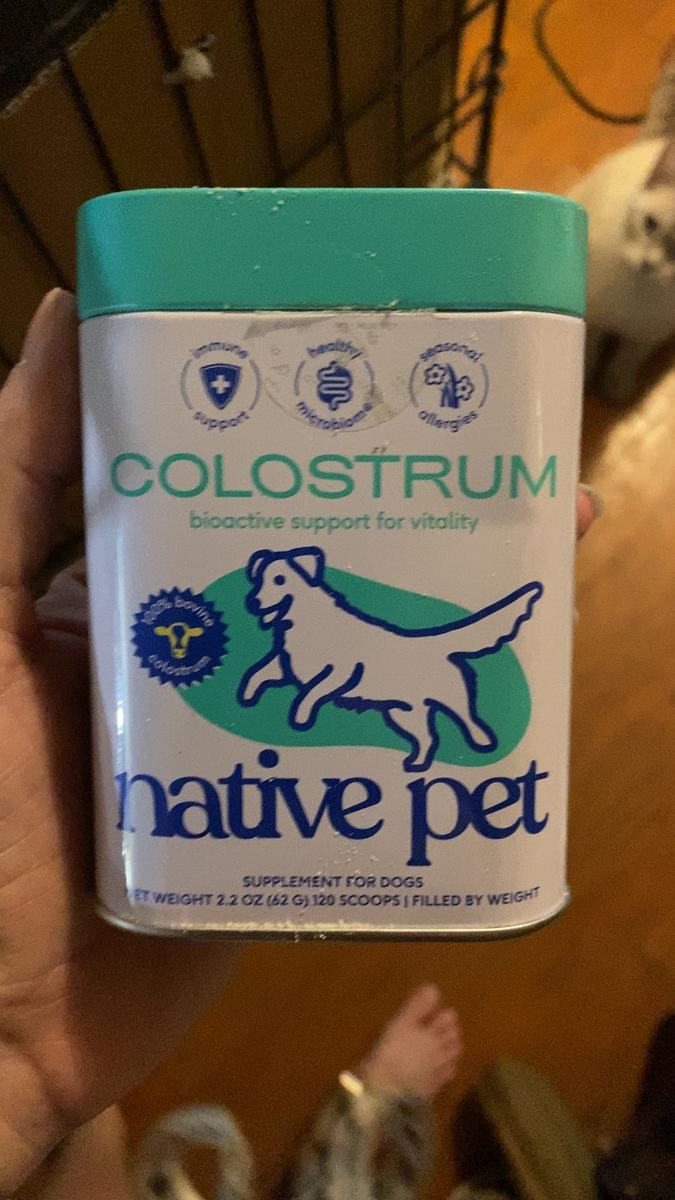 immune support
healthy microbiome
seasonal allergies
COLOSTRUM
bioactive support for vitality
100% bovine colostrum
native pet
SUPPLEMENT FOR DOGS
WEIGHT 2.2 OZ (62 G) 120 SCOOPS | FILLED BY WEIGHT